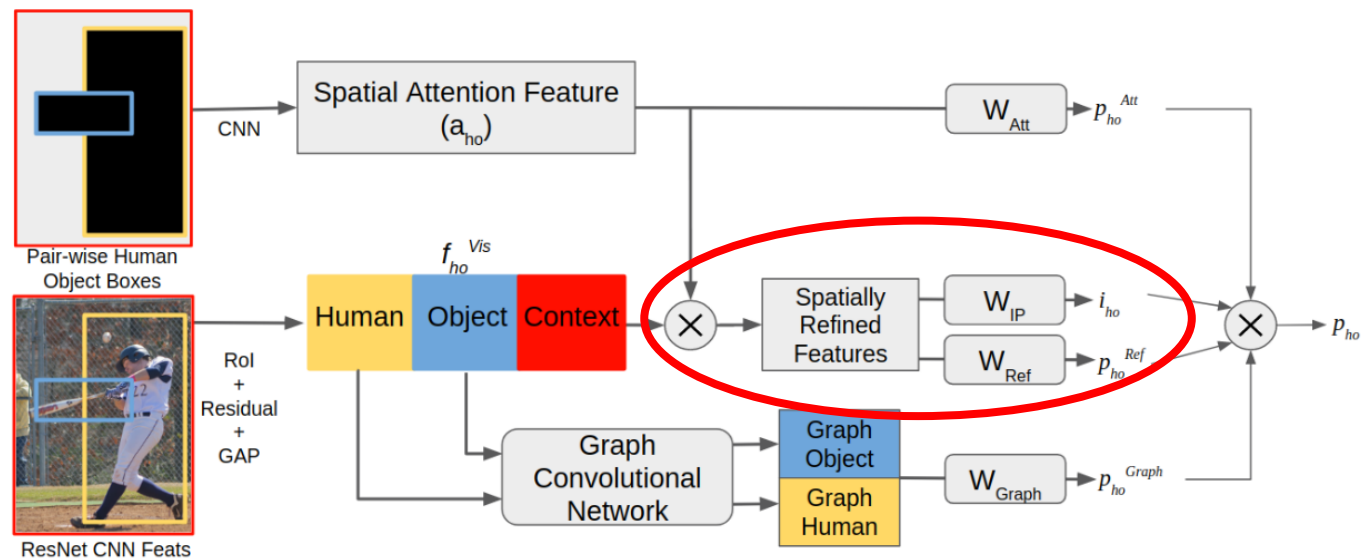 Pair-wise Human
Object Boxes
CNN
Spatial Attention Feature
(a_ho)
W_Att
p_ho^Att
f_ho^Vis
Human
Object
Context
×
Spatially
Refined
Features
W_IP
i_ho
W_Ref
p_ho^Ref
×
p_ho
RoI
+
Residual
+
GAP
ResNet CNN Feats
Graph
Convolutional
Network
Graph
Object
Graph
Human
W_Graph
p_ho^Graph